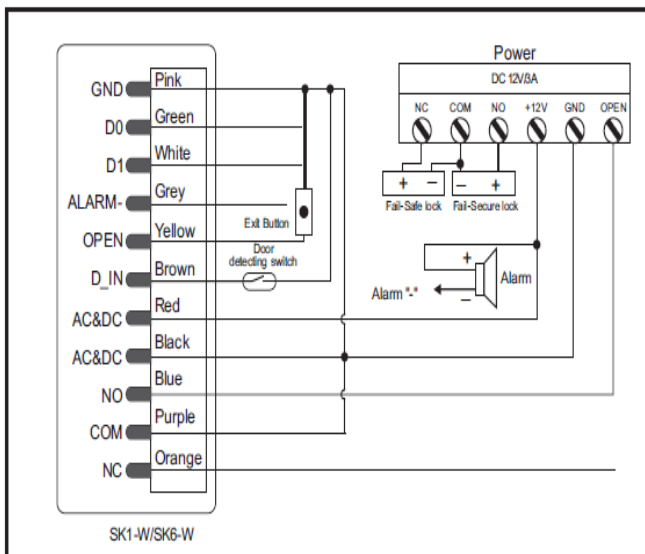 Power
DC 12V/3A
NC COM NO +12V GND OPEN
+ − − +
Fail-Safe lock Fail-Secure lock
GND Pink
D0 Green
D1 White
ALARM- Grey
Exit Button
OPEN Yellow
Door
detecting switch
D_IN Brown
+
Alarm
Alarm "-" −
AC&DC Red
AC&DC Black
NO Blue
COM Purple
NC Orange
SK1-W/SK6-W